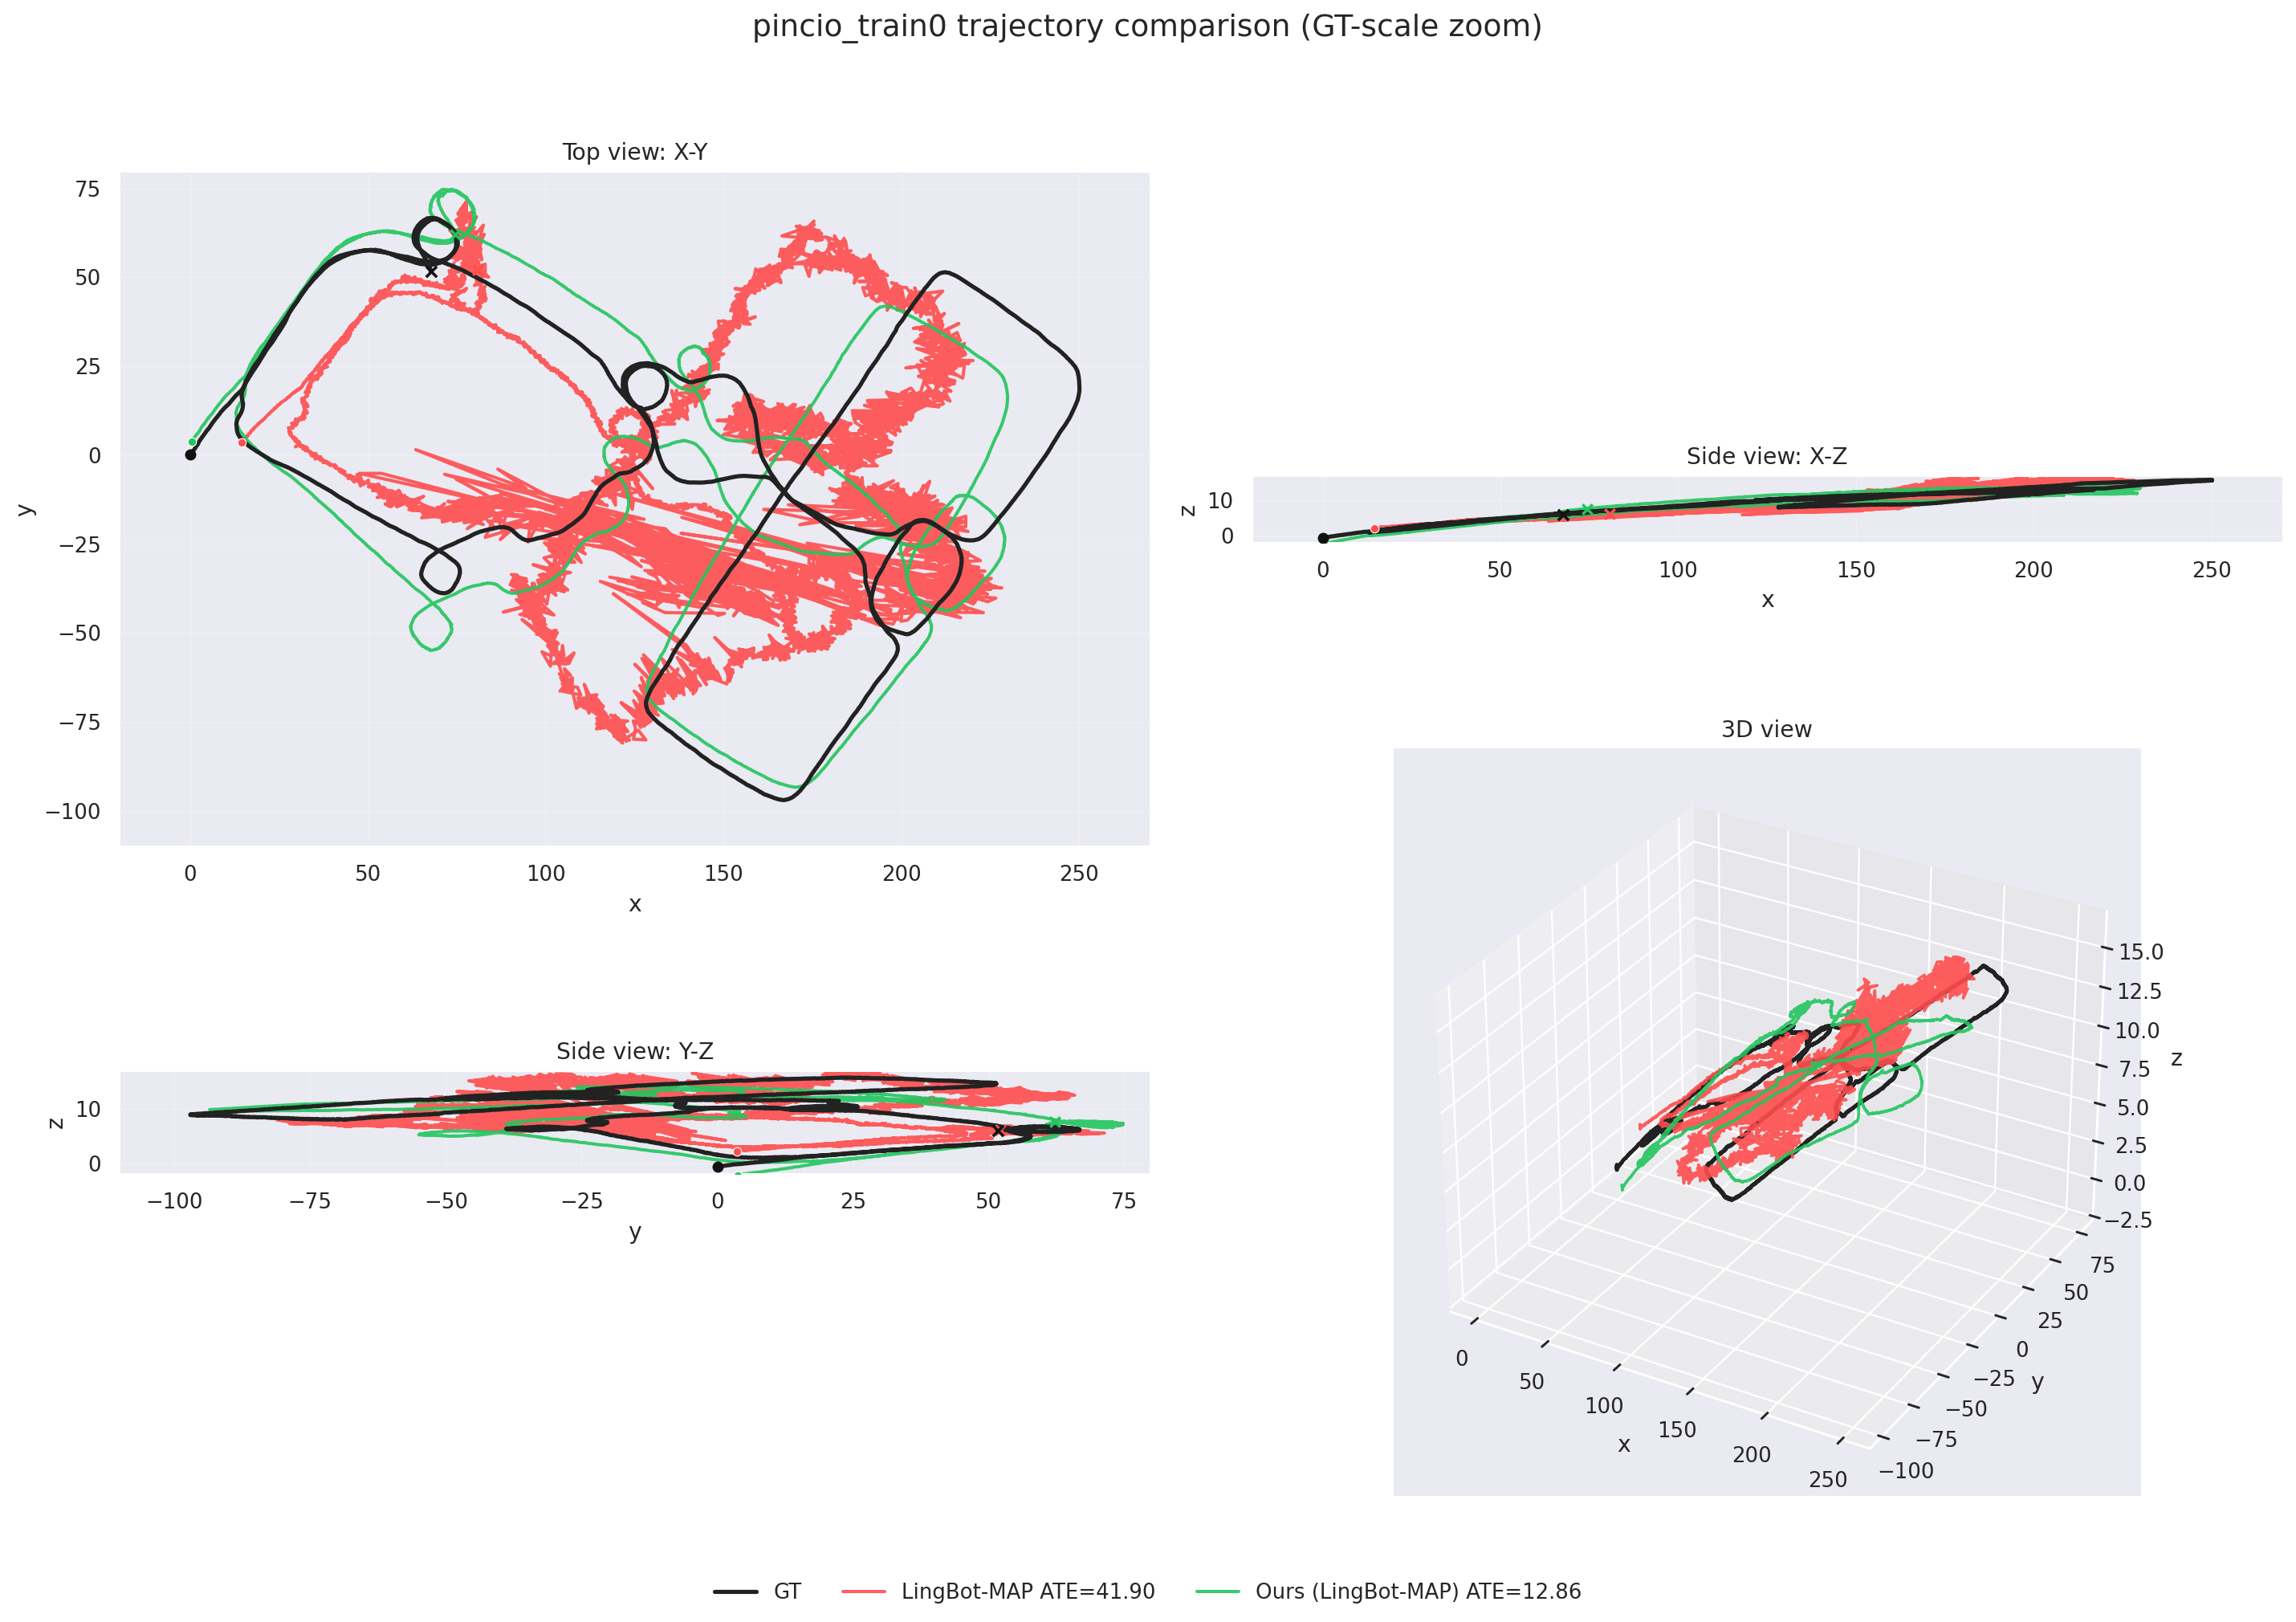 pincio_train0 trajectory comparison (GT-scale zoom)
Top view: X-Y
75
50
25
0
−25
−50
−75
−100
y
0 50 100 150 200 250
x
Side view: X-Z
10
0
z
0 50 100 150 200 250
x
Side view: Y-Z
10
0
z
−100 −75 −50 −25 0 25 50 75
y
3D view
15.0
12.5
10.0
7.5
5.0
2.5
0.0
−2.5
z
75
50
25
0
−25
−50
−75
−100
y
0 50 100 150 200 250
x
GT LingBot-MAP ATE=41.90 Ours (LingBot-MAP) ATE=12.86